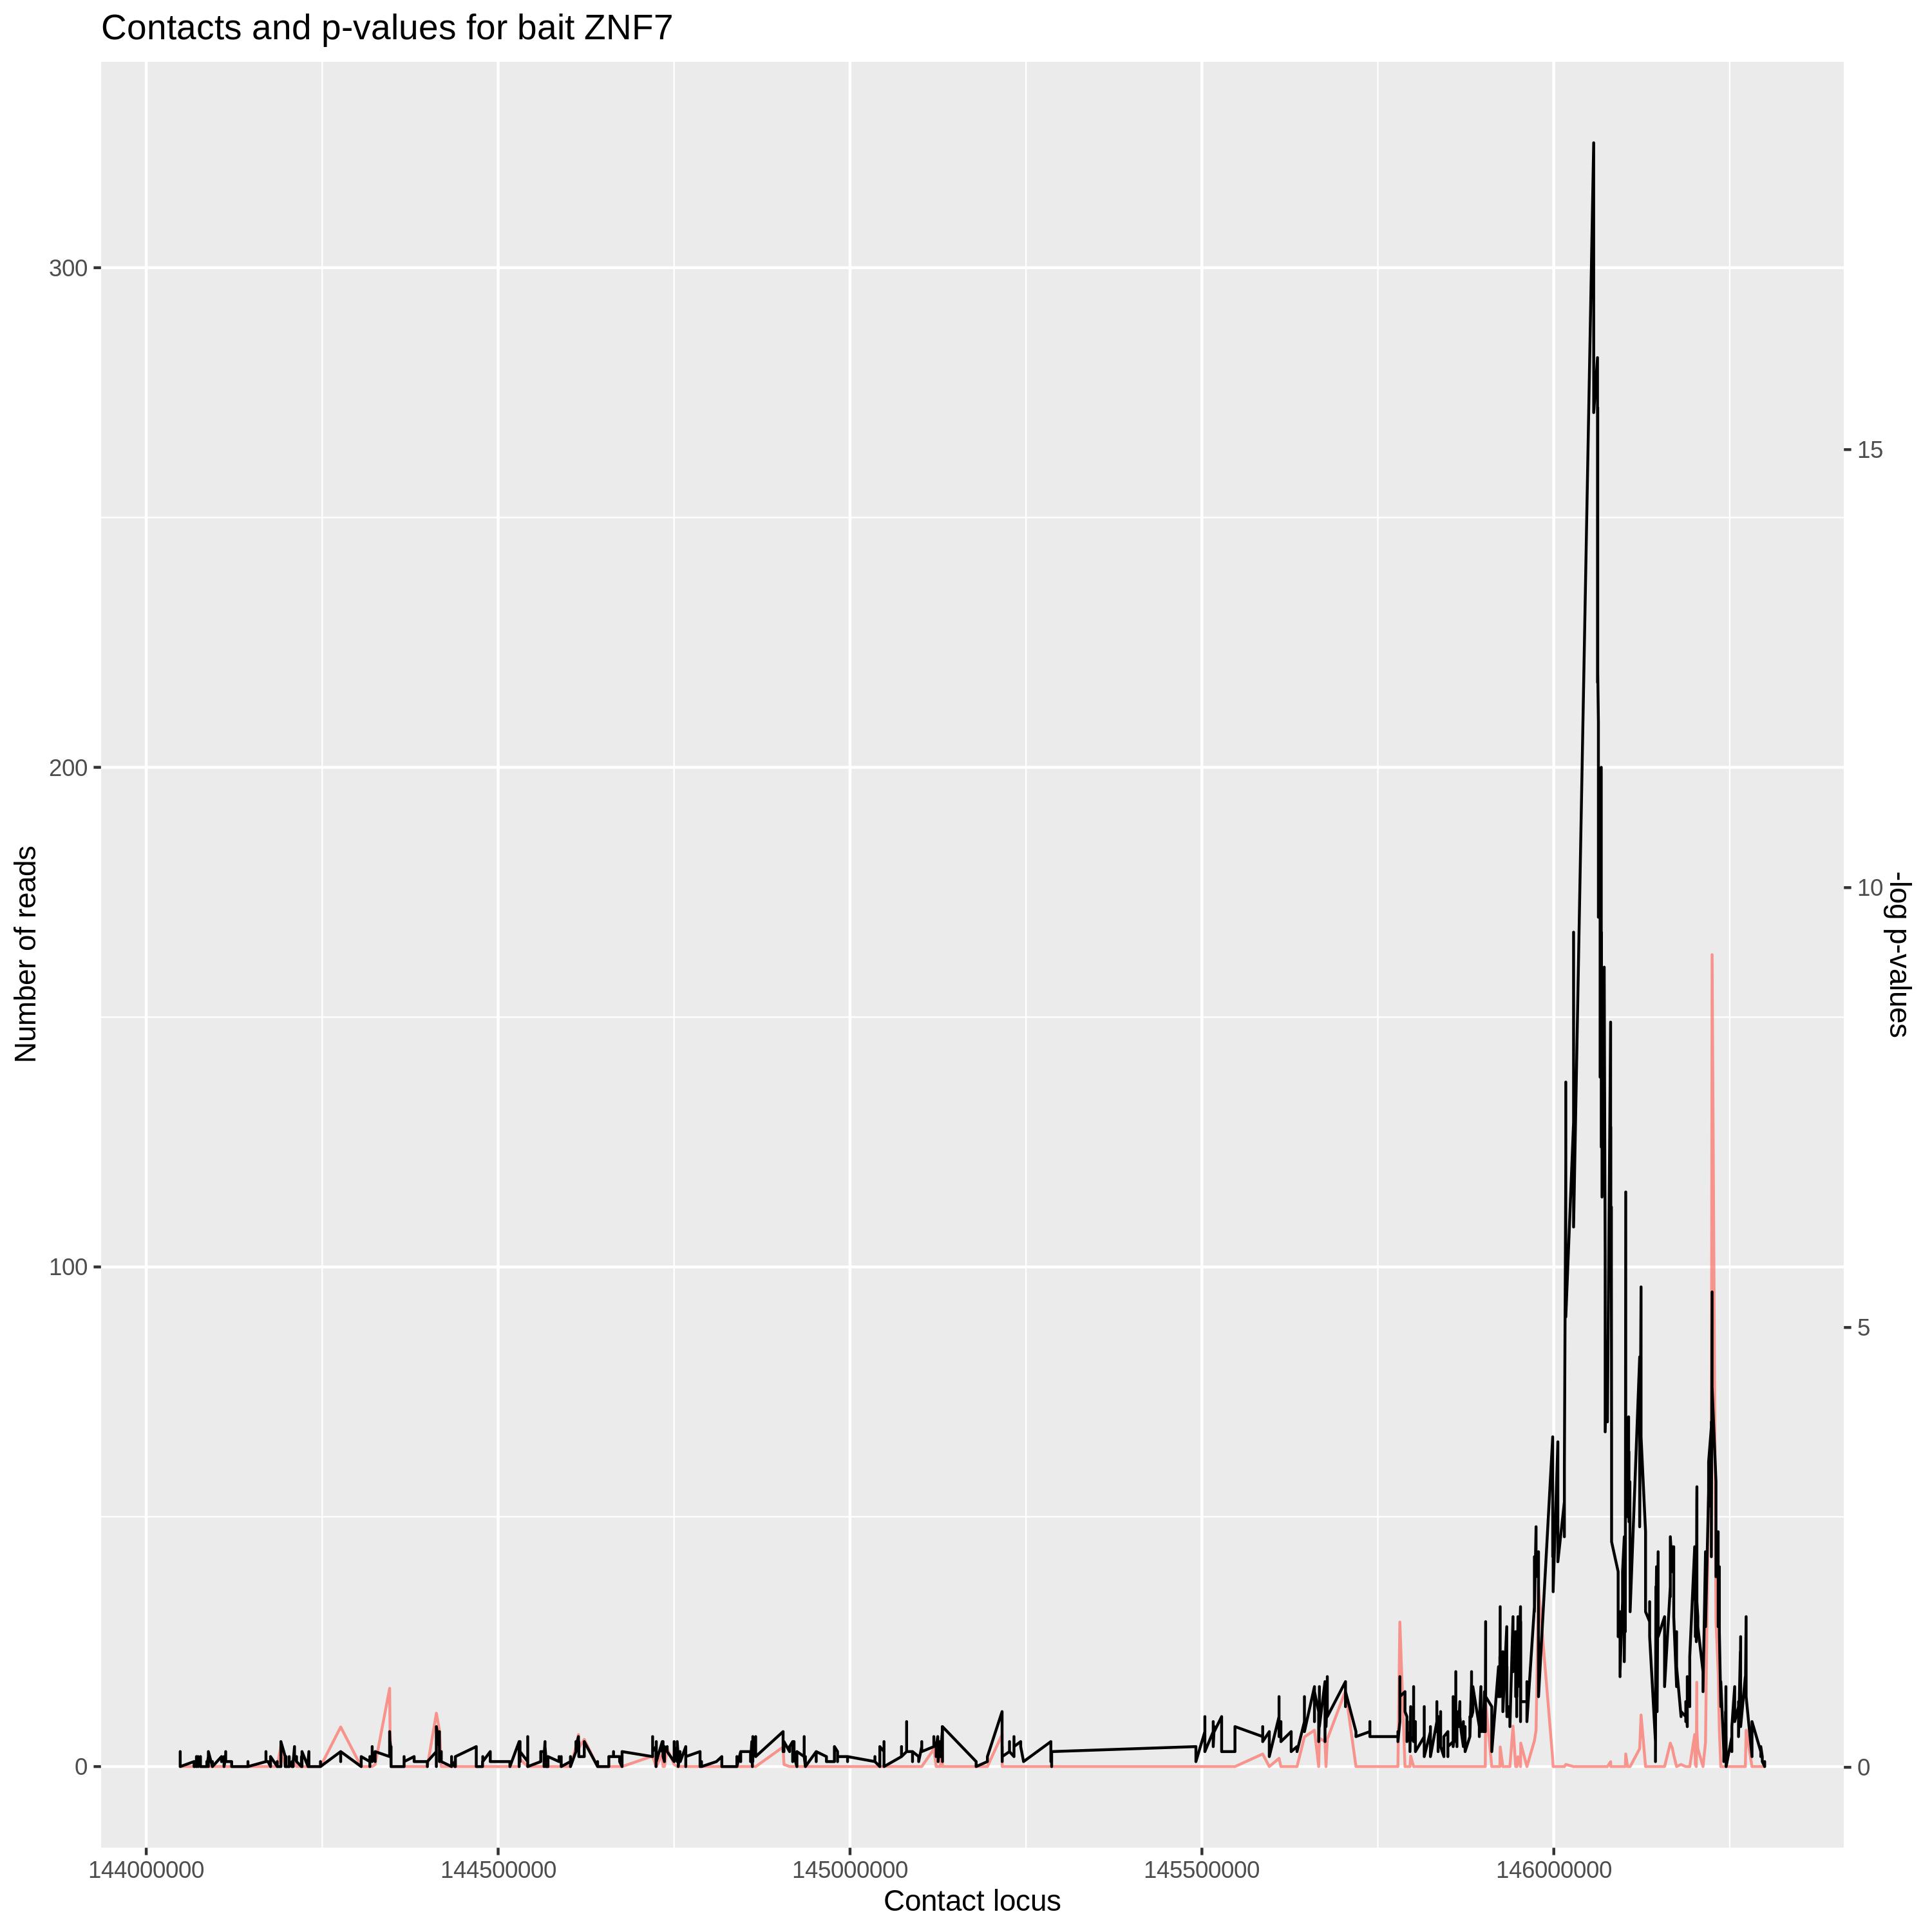 Contacts and p-values for bait ZNF7
300
200
100
0
Number of reads
15
10
5
0
-log p-values
144000000 144500000 145000000 145500000 146000000
Contact locus